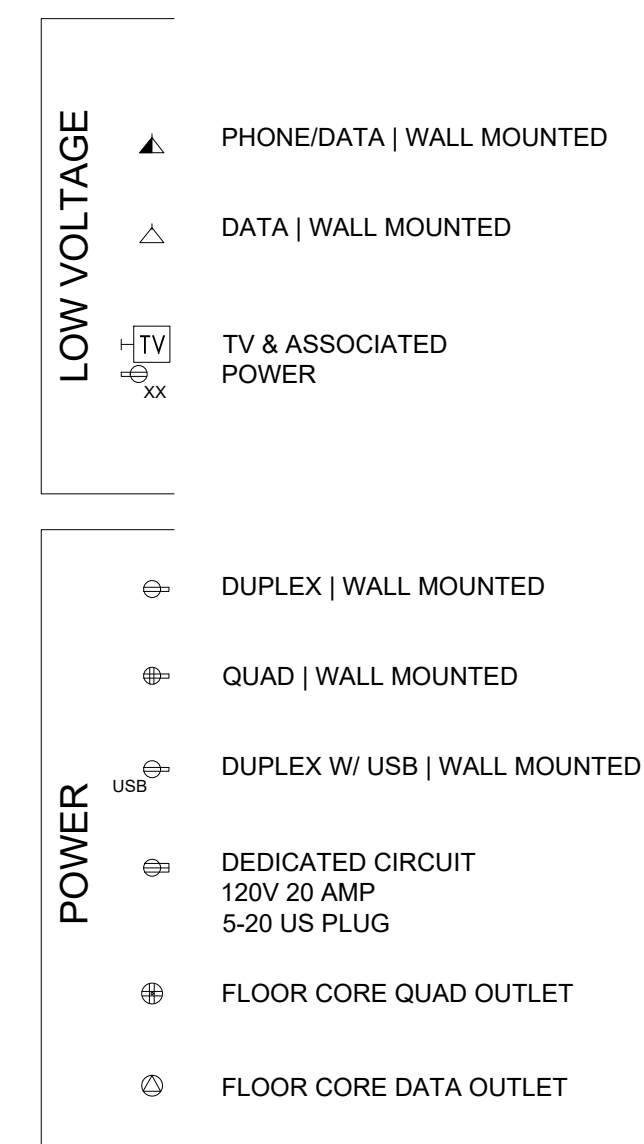 LOW VOLTAGE
PHONE/DATA | WALL MOUNTED
DATA | WALL MOUNTED
TV
XX
TV & ASSOCIATED
POWER
POWER
DUPLEX | WALL MOUNTED
QUAD | WALL MOUNTED
USB
DUPLEX W/ USB | WALL MOUNTED
DEDICATED CIRCUIT
120V 20 AMP
5-20 US PLUG
FLOOR CORE QUAD OUTLET
FLOOR CORE DATA OUTLET